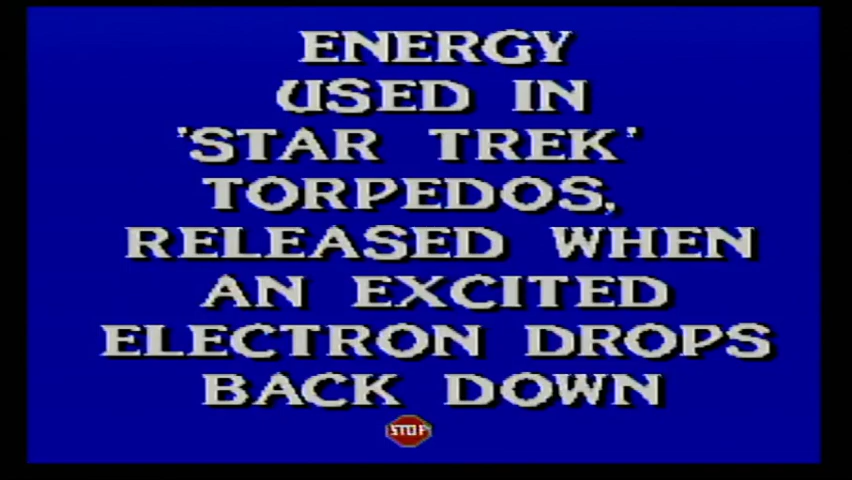 ENERGY
USED IN
'STAR TREK'
TORPEDOS,
RELEASED WHEN
AN EXCITED
ELECTRON DROPS
BACK DOWN
STOP